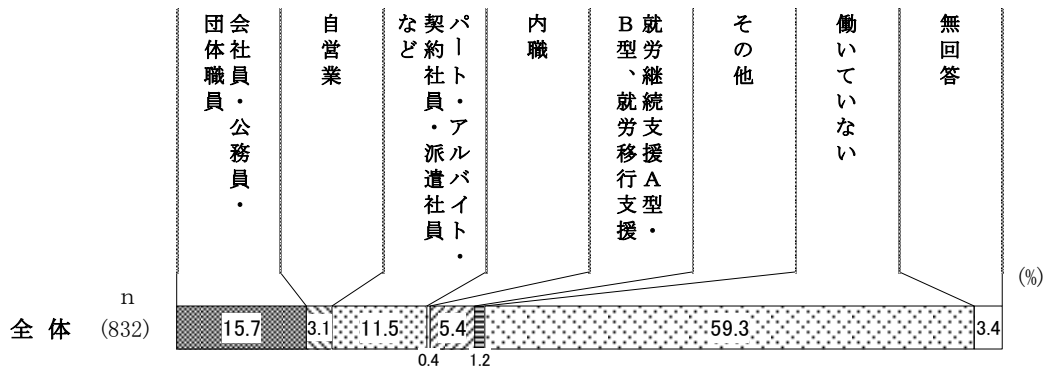 会社員・公務員・
団体職員
自営業
パート・アルバイト・
契約社員・派遣社員
など
内職
就労継続支援Ａ型・
Ｂ型、就労移行支援
その他
働いていない
無回答
(%)
n
全 体 (832)
15.7 3.1 11.5 5.4 59.3 3.4
0.4 1.2